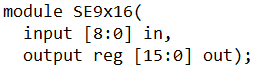 module SE9x16(
  input [8:0] in,
  output reg [15:0] out);